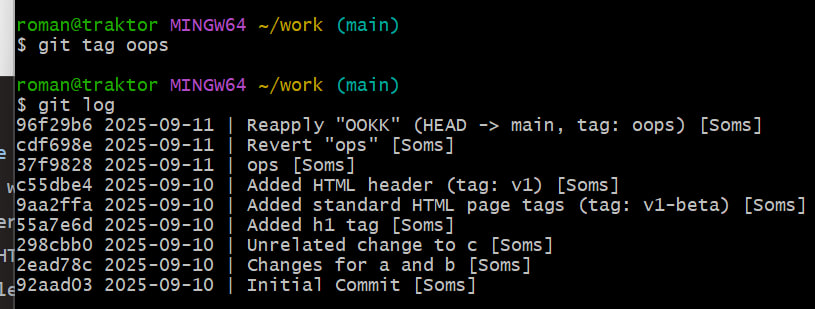 roman@traktor MINGW64 ~/work (main)
$ git tag oops
roman@traktor MINGW64 ~/work (main)
$ git log
96f29b6 2025-09-11 | Reapply "OOKK" (HEAD -> main, tag: oops) [Soms]
cdf698e 2025-09-11 | Revert "ops" [Soms]
37f9828 2025-09-11 | ops [Soms]
c55dbe4 2025-09-10 | Added HTML header (tag: v1) [Soms]
9aa2ffa 2025-09-10 | Added standard HTML page tags (tag: v1-beta) [Soms]
55a7e6d 2025-09-10 | Added h1 tag [Soms]
298cbb0 2025-09-10 | Unrelated change to c [Soms]
2ead78c 2025-09-10 | Changes for a and b [Soms]
92aad03 2025-09-10 | Initial Commit [Soms]